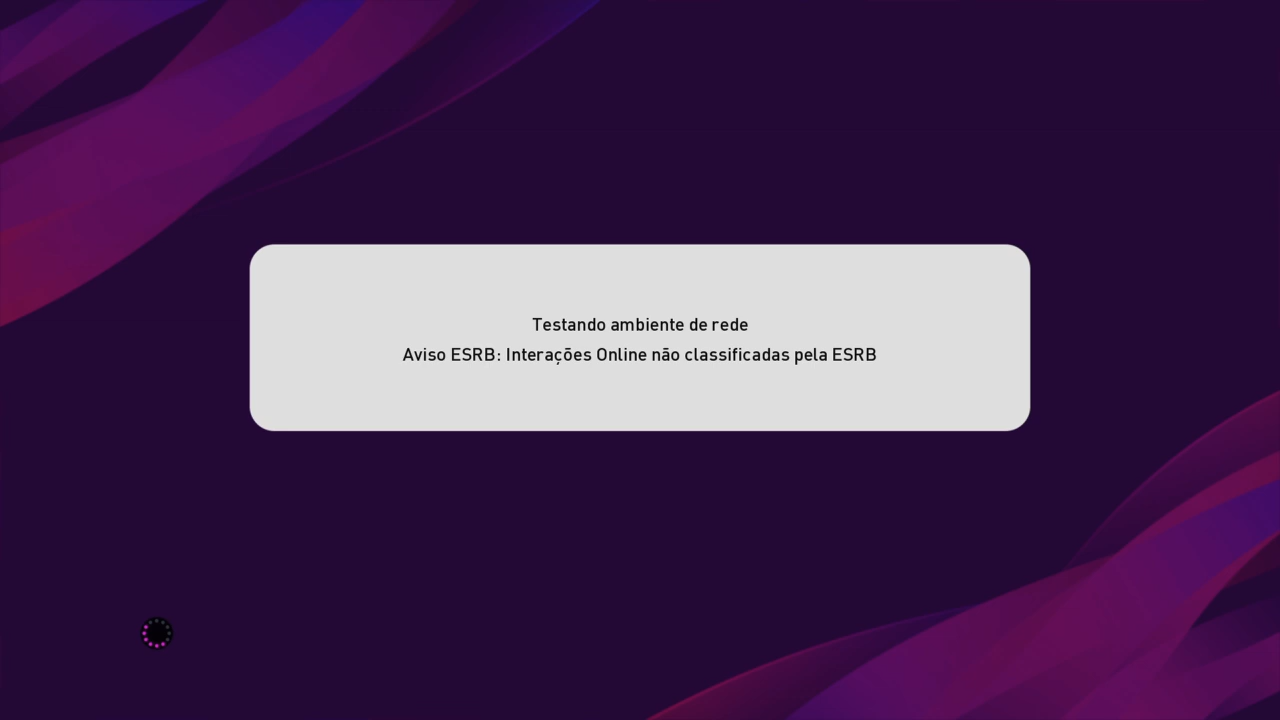 Testando ambiente de rede
Aviso ESRB: Interações Online não classificadas pela ESRB